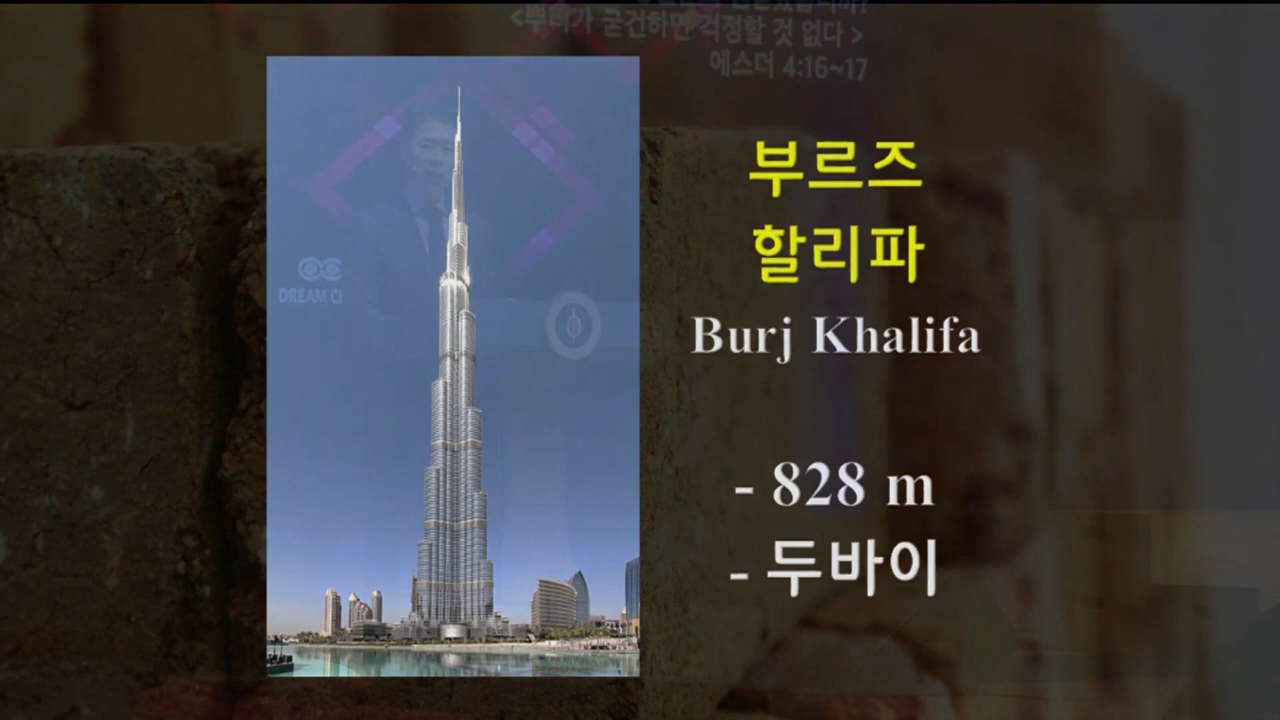 <뿌리가 굳건하면 걱정할 것 없다>
에스더 4:16~17
부르즈
할리파
Burj Khalifa
- 828 m
- 두바이
DREAM CH